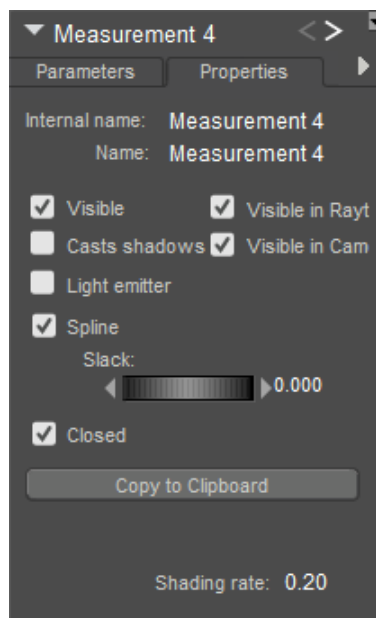 Measurement 4
Parameters Properties
Internal name: Measurement 4
Name: Measurement 4
Visible Visible in Rayt
Casts shadows Visible in Cam
Light emitter
Spline
Slack:
0.000
Closed
Copy to Clipboard
Shading rate: 0.20